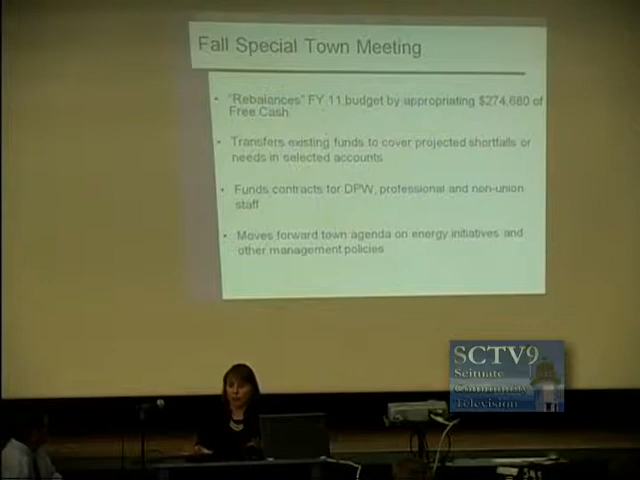 Fall Special Town Meeting
• "Rebalances" FY 11 budget by appropriating $274,680 of
Free Cash
• Transfers existing funds to cover projected shortfalls or
needs in selected accounts
• Funds contracts for DPW, professional and non-union
staff
• Moves forward town agenda on energy initiatives and
other management policies
SCTV9
Scituate
Community
Television